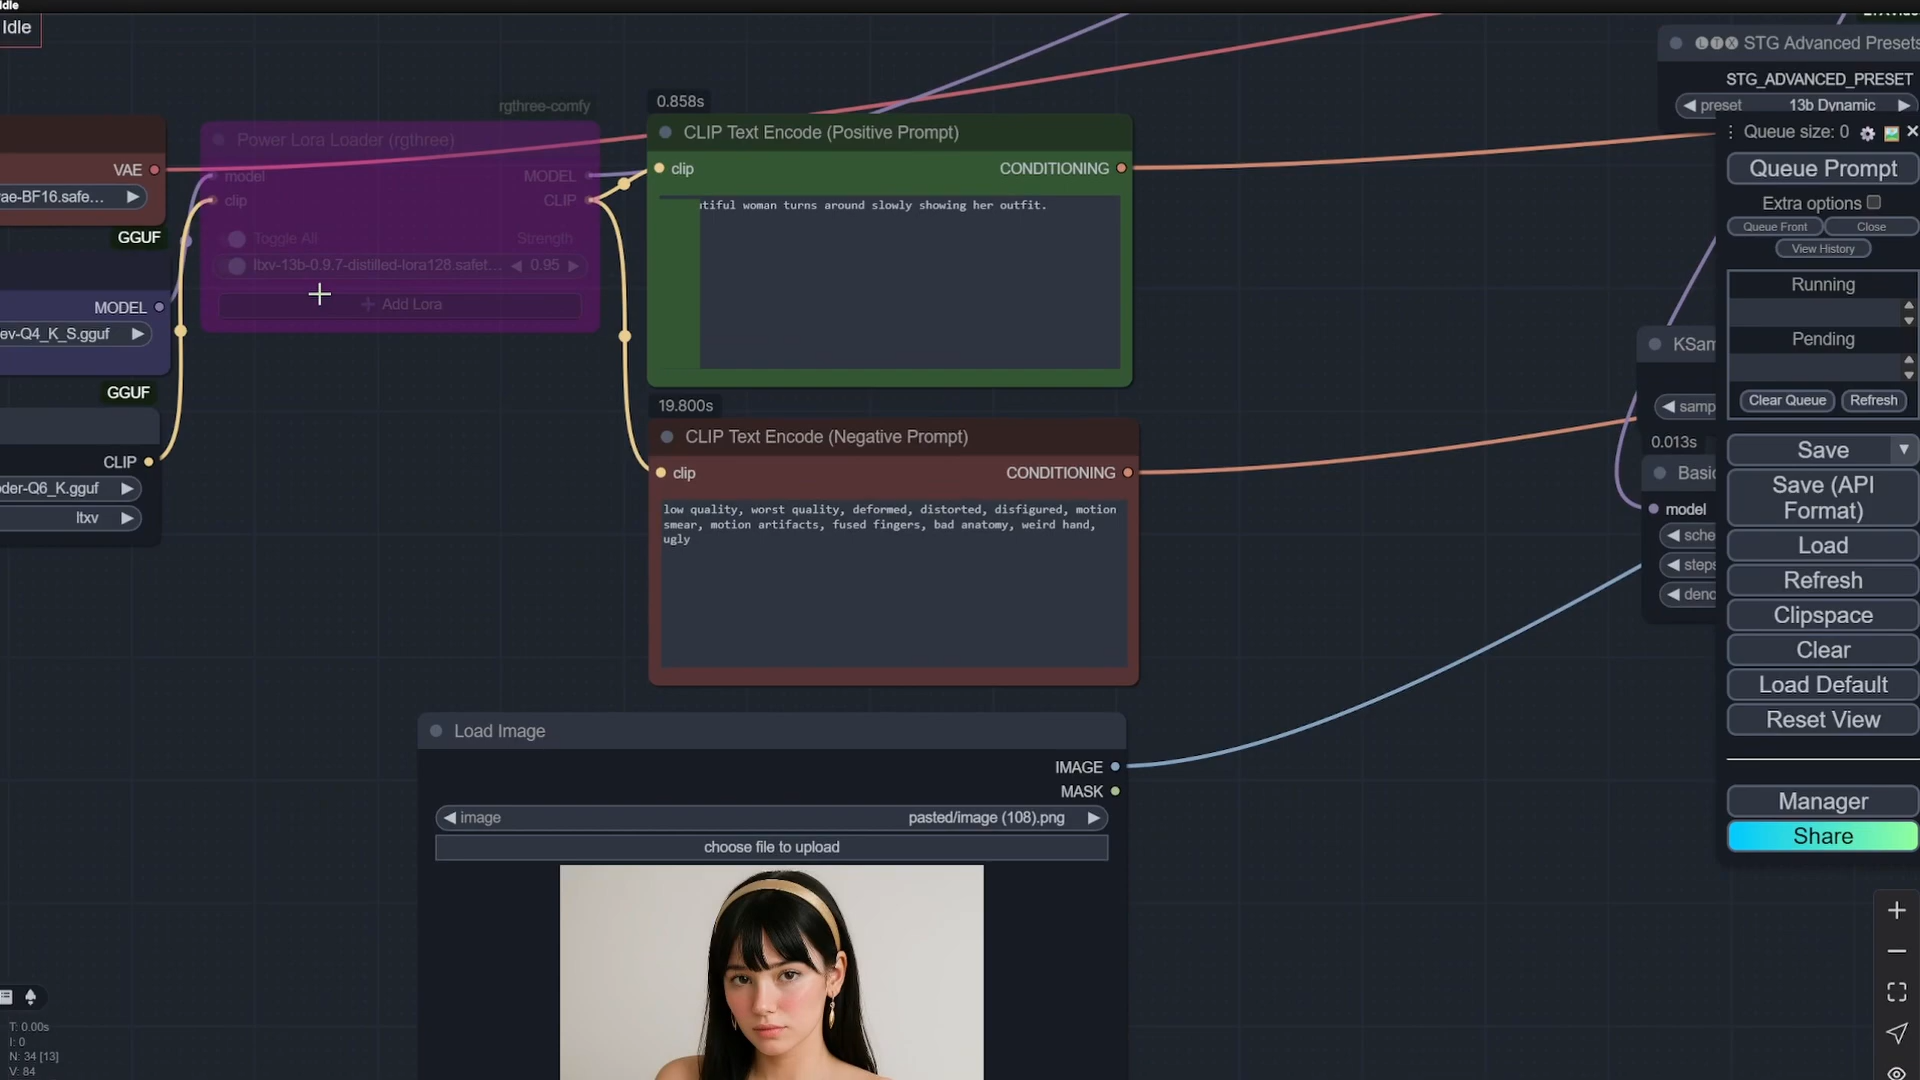 Idle
Idle
STG Advanced Presets
STG_ADVANCED_PRESET
preset 13b Dynamic
VAE
ae-BF16.safe...
GGUF
MODEL
ev-Q4_K_S.gguf
GGUF
CLIP
der-Q6_K.gguf
ltxv
rgthree-comfy
Power Lora Loader (rgthree)
model MODEL
clip CLIP
Toggle All Strength
ltxv-13b-0.9.7-distilled-lora128.safet... 0.95
Add Lora
0.858s
CLIP Text Encode (Positive Prompt)
clip CONDITIONING
tiful woman turns around slowly showing her outfit.
19.800s
CLIP Text Encode (Negative Prompt)
clip CONDITIONING
low quality, worst quality, deformed, distorted, disfigured, motion
smear, motion artifacts, fused fingers, bad anatomy, weird hand,
ugly
Load Image
IMAGE
MASK
image pasted/image (108).png
choose file to upload
KSam
samp
0.013s
Basic
model
sche
steps
deno
Queue size: 0
Queue Prompt
Extra options
Queue Front Close
View History
Running
Pending
Clear Queue Refresh
Save
Save (API
Format)
Load
Refresh
Clipspace
Clear
Load Default
Reset View
Manager
Share
T: 0.00s
I: 0
N: 34 [13]
V: 84